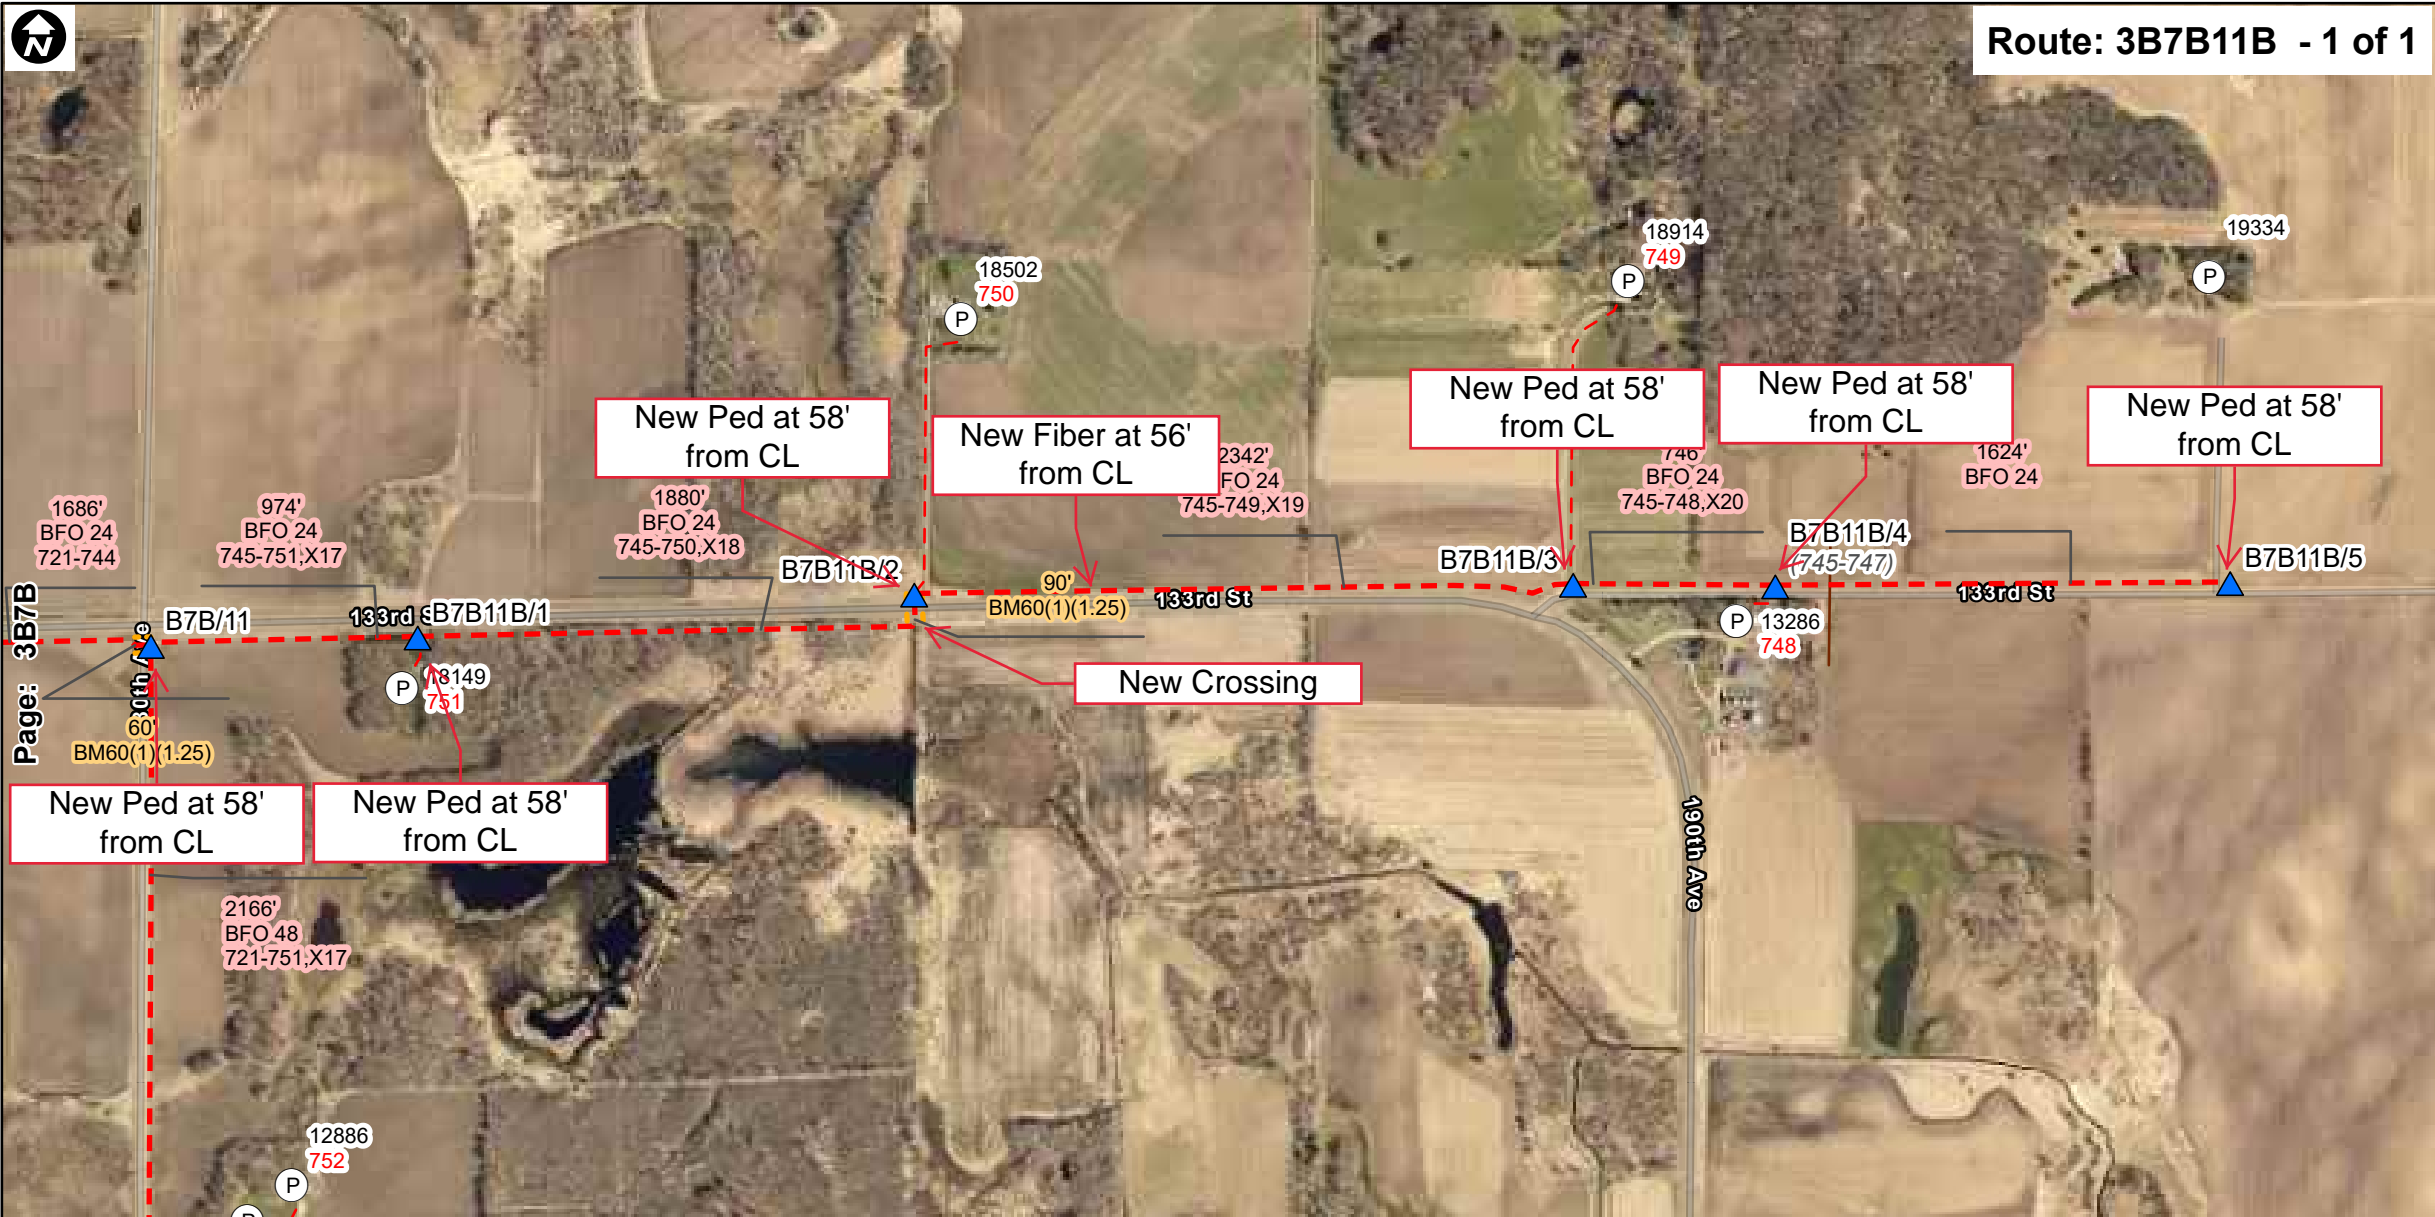 N
Route: 3B7B11B - 1 of 1
18914
749
19334
P
P
18502
750
P
New Ped at 58'
from CL
New Fiber at 56'
from CL
New Ped at 58'
from CL
New Ped at 58'
from CL
New Ped at 58'
from CL
1686'
BFO 24
721-744
974'
BFO 24
745-751,X17
1880'
BFO 24
745-750,X18
2342'
FO 24
745-749,X19
746'
BFO 24
745-748,X20
1624'
BFO 24
B7B11B/2
B7B11B/3
B7B11B/4
(745-747)
B7B11B/5
90'
BM60(1)(1.25)
133rd St
133rd St
B7B/11
133rd S
B7B11B/1
P
13286
748
Page: 3B7B
P
18149
751
New Crossing
60'
BM60(1)(1.25)
New Ped at 58'
from CL
New Ped at 58'
from CL
190th Ave
2166'
BFO 48
721-751,X17
12886
752
P
P